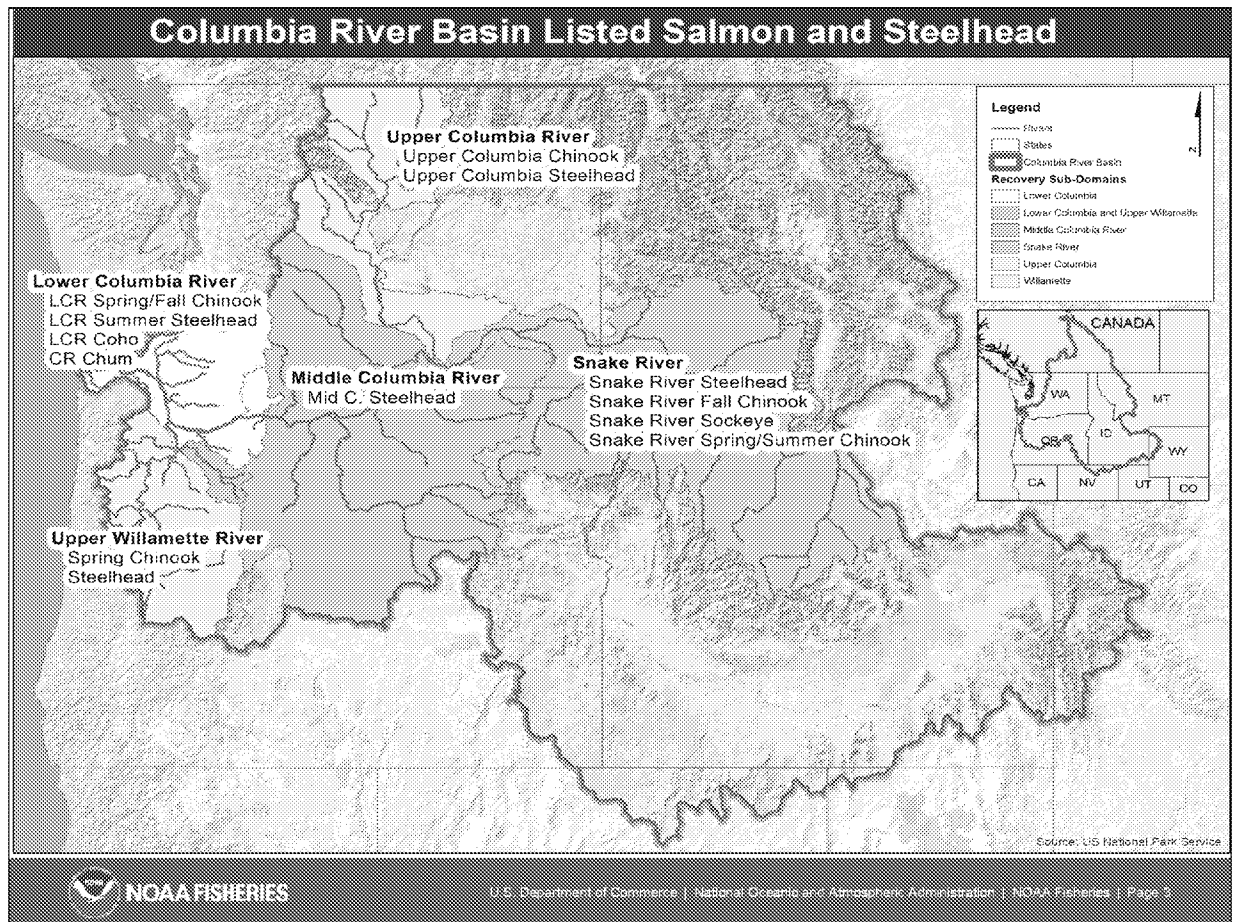 Columbia River Basin Listed Salmon and Steelhead
Upper Columbia River
Upper Columbia Chinook
Upper Columbia Steelhead
Legend
Rivers
States
Columbia River Basin
Recovery Sub-Domains
Lower Columbia
Lower Columbia and Upper Willamette
Middle Columbia River
Snake River
Upper Columbia
Willamette
N
Lower Columbia River
LCR Spring/Fall Chinook
LCR Summer Steelhead
LCR Coho
CR Chum
Middle Columbia River
Mid C. Steelhead
Snake River
Snake River Steelhead
Snake River Fall Chinook
Snake River Sockeye
Snake River Spring/Summer Chinook
CANADA
WA
MT
OR
ID
WY
CA
NV
UT
CO
Upper Willamette River
Spring Chinook
Steelhead
Source: US National Park Service
NOAA FISHERIES
U.S. Department of Commerce | National Oceanic and Atmospheric Administration | NOAA Fisheries | Page 3